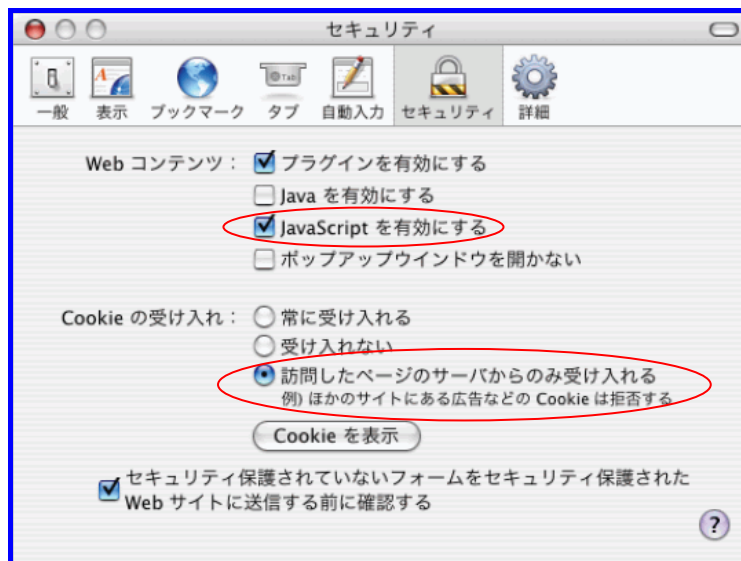 セキュリティ
一般 表示 ブックマーク タブ 自動入力 セキュリティ 詳細
@Tab
Web コンテンツ： プラグインを有効にする
Java を有効にする
JavaScript を有効にする
ポップアップウインドウを開かない
Cookie の受け入れ： 常に受け入れる
受け入れない
訪問したページのサーバからのみ受け入れる
例) ほかのサイトにある広告などの Cookie は拒否する
Cookie を表示
セキュリティ保護されていないフォームをセキュリティ保護された
Web サイトに送信する前に確認する
?